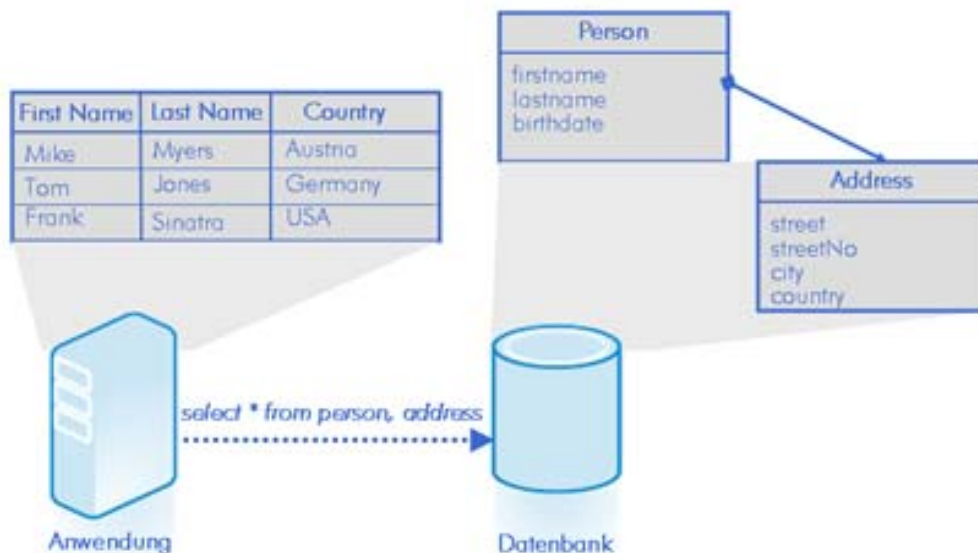 Person
firstname
lastname
birthdate
First Name Last Name Country
Mike Myers Austria
Tom Jones Germany
Frank Sinatra USA
Address
street
streetNo
city
country
select * from person, address
Anwendung
Datenbank